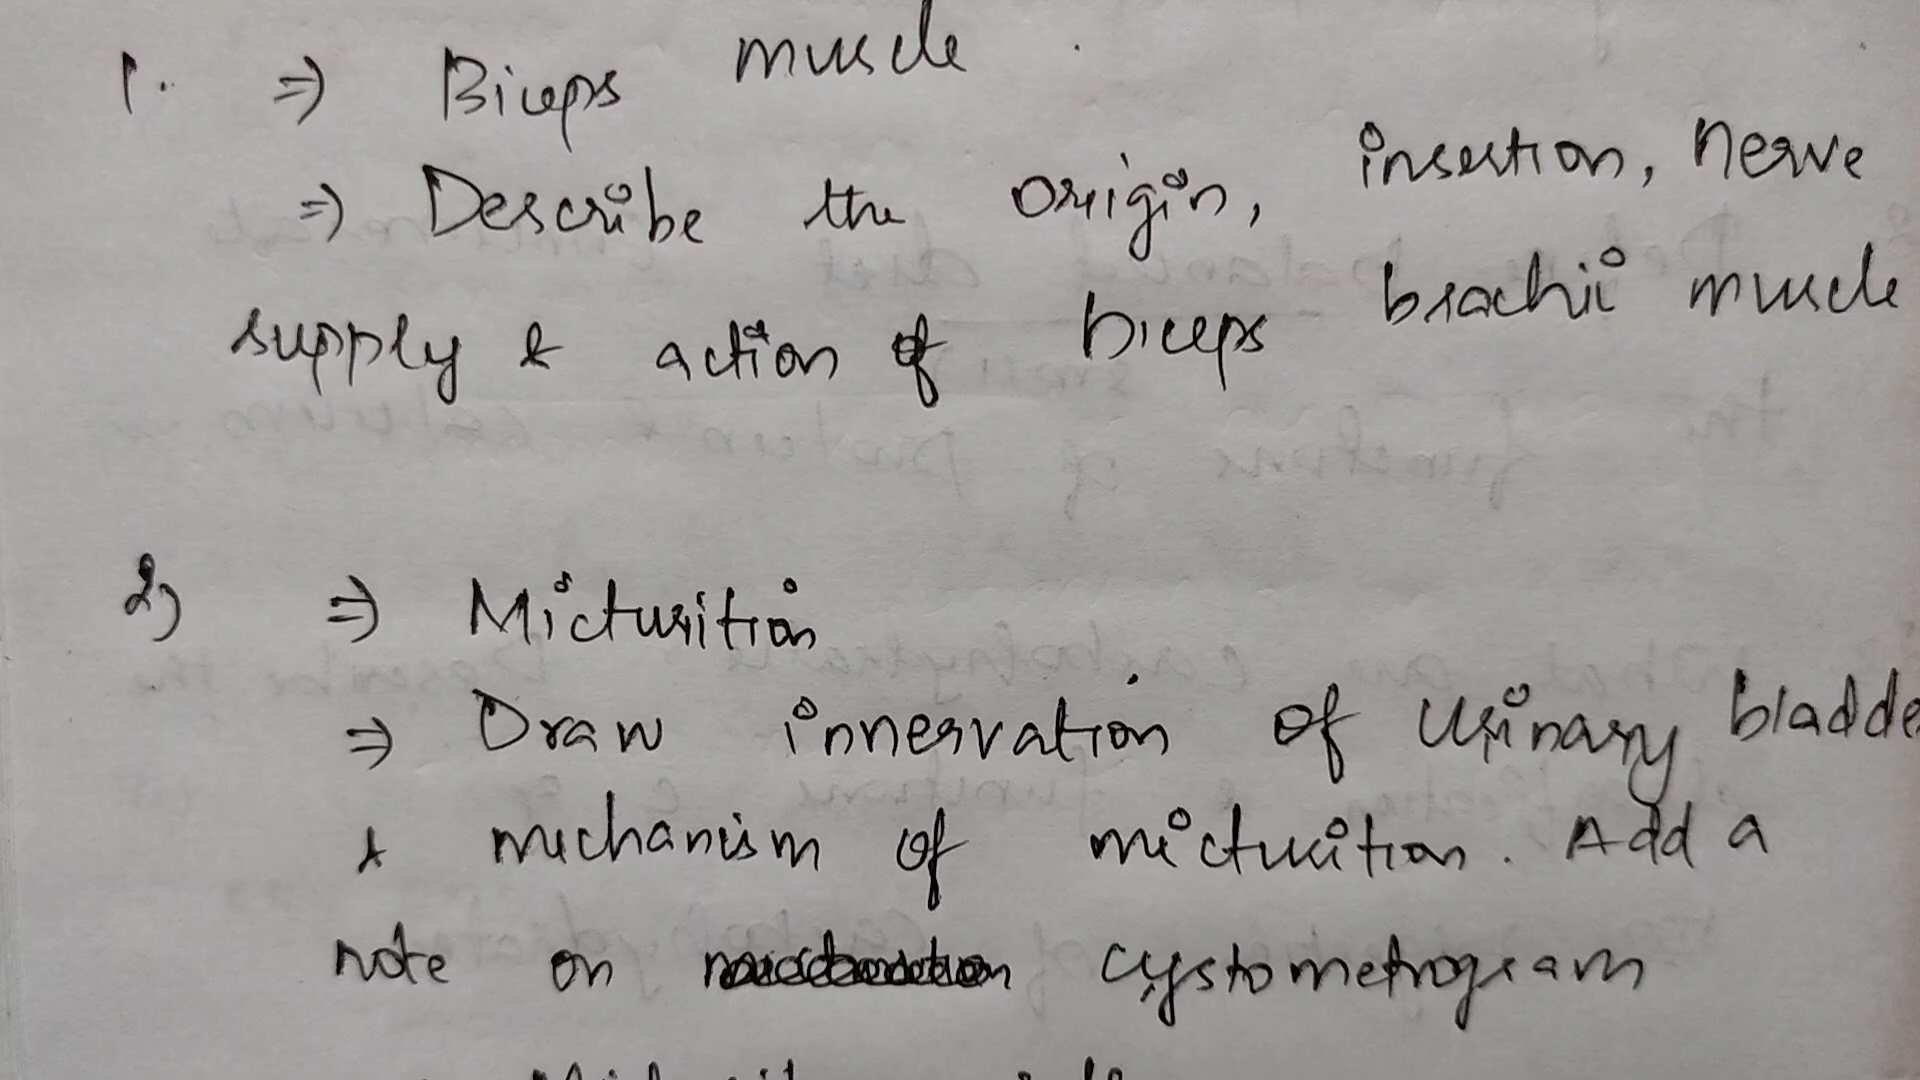 1. ⇒ Biceps muscle
⇒ Describe the origin, insertion, nerve
supply & action of biceps brachii muscle
2) ⇒ Micturition
⇒ Draw innervation of urinary bladde
& mechanism of micturition. Add a
note on cystometrogram